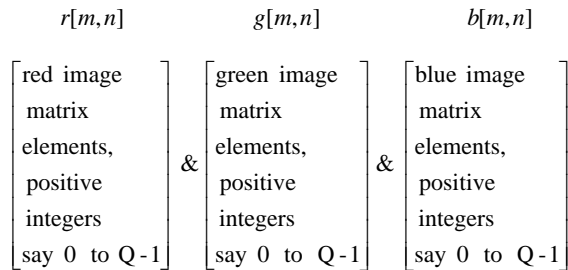 r[m,n] g[m,n] b[m,n]
red image green image blue image
matrix matrix matrix
elements, elements, elements,
positive & positive & positive
integers integers integers
say 0 to Q-1 say 0 to Q-1 say 0 to Q-1